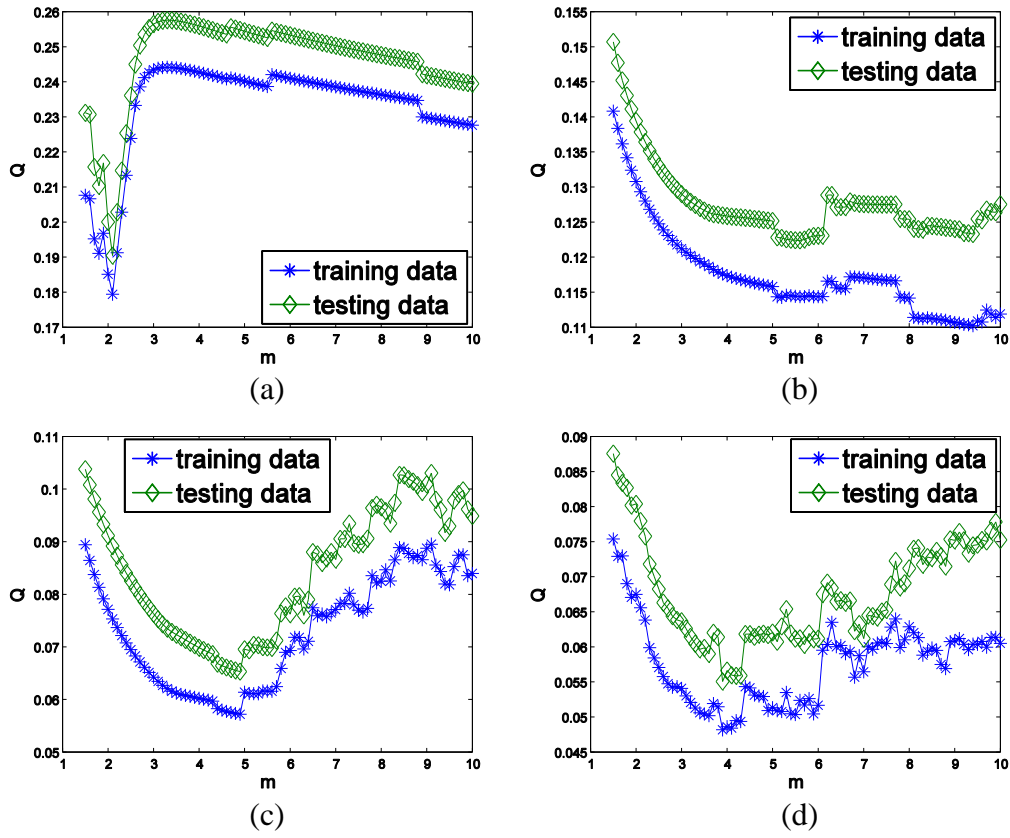 0.26
0.25
0.24
0.23
0.22
0.21
0.2
0.19
0.18
0.17
Q
1 2 3 4 5 6 7 8 9 10
m
training data
testing data
(a)
0.155
0.15
0.145
0.14
0.135
0.13
0.125
0.12
0.115
0.11
Q
1 2 3 4 5 6 7 8 9 10
m
training data
testing data
(b)
0.11
0.1
0.09
0.08
0.07
0.06
0.05
Q
1 2 3 4 5 6 7 8 9 10
m
training data
testing data
(c)
0.09
0.085
0.08
0.075
0.07
0.065
0.06
0.055
0.05
0.045
Q
1 2 3 4 5 6 7 8 9 10
m
training data
testing data
(d)